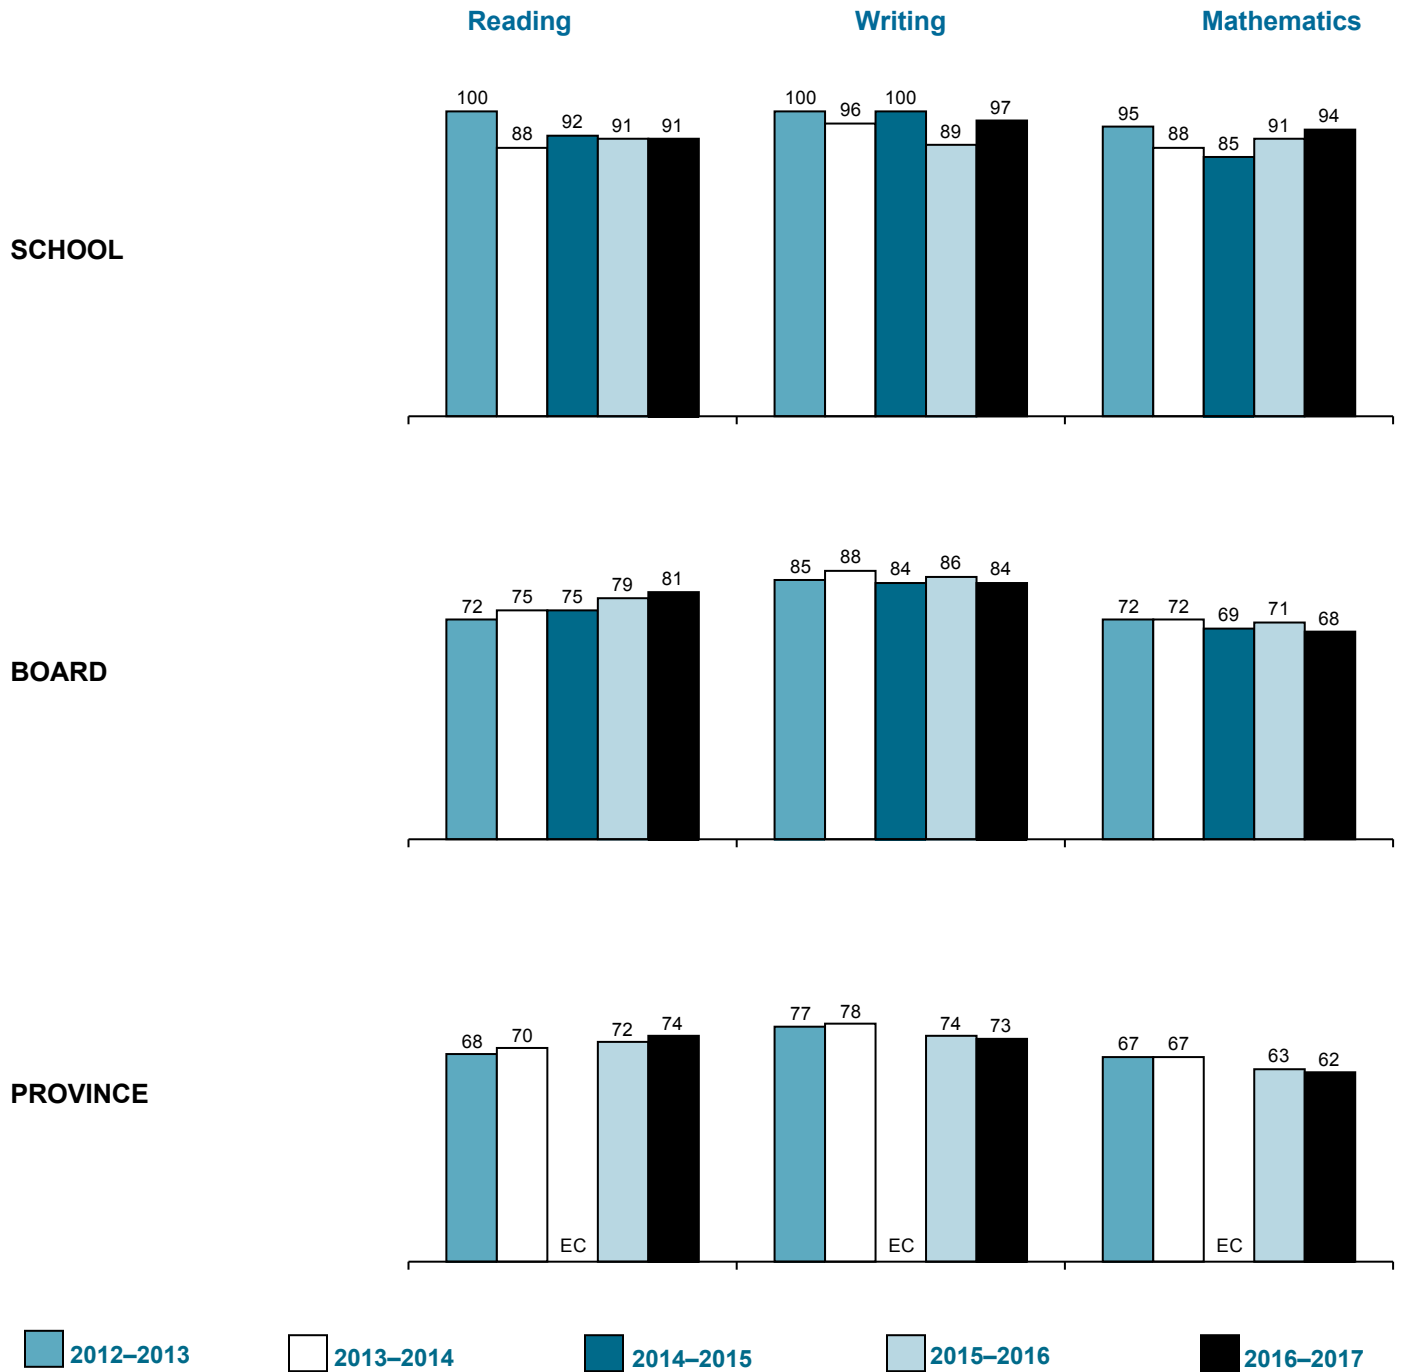 Reading Writing Mathematics
SCHOOL
100 88 92 91 91
100 96 100 89 97
95 88 85 91 94
BOARD
72 75 75 79 81
85 88 84 86 84
72 72 69 71 68
PROVINCE
68 70 EC 72 74
77 78 EC 74 73
67 67 EC 63 62
2012–2013 2013–2014 2014–2015 2015–2016 2016–2017